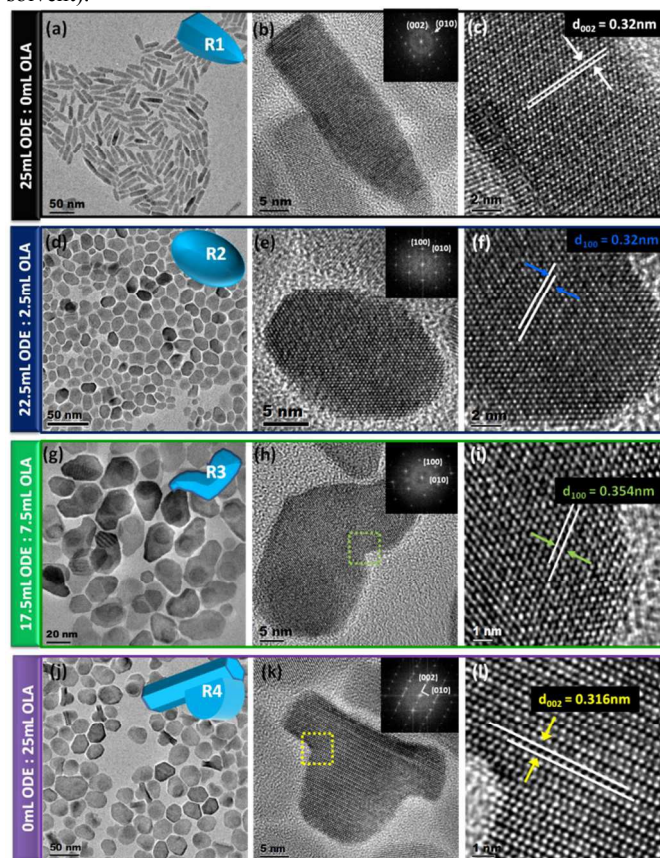 solvent).
25mL ODE : 0mL OLA
(a)
R1
50 nm
(b)
(002)
(010)
5 nm
(c)
d002 = 0.32nm
2 nm
22.5mL ODE : 2.5mL OLA
(d)
R2
50 nm
(e)
(100)
(010)
5 nm
(f)
d100 = 0.32nm
2 nm
17.5mL ODE : 7.5mL OLA
(g)
R3
20 nm
(h)
(100)
(010)
5 nm
(i)
d100 = 0.354nm
1 nm
0mL ODE : 25mL OLA
(j)
R4
50 nm
(k)
(002)
(010)
5 nm
(l)
d002 = 0.316nm
1 nm